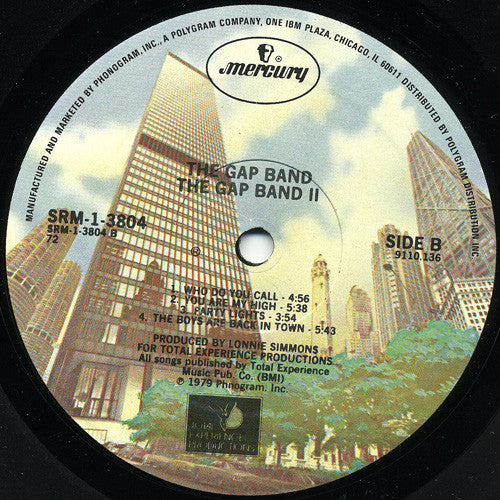 MANUFACTURED AND MARKETED BY PHONOGRAM, INC., A POLYGRAM COMPANY, ONE IBM PLAZA, CHICAGO, IL 60611 DISTRIBUTED BY POLYGRAM DISTRIBUTION INC.
®
mercury
THE GAP BAND
THE GAP BAND II
SRM-1-3804
SRM-1-3804 B
72
SIDE B
9110.136
1. WHO DO YOU CALL - 4:56
2. YOU ARE MY HIGH - 5:38
3. PARTY LIGHTS - 3:54
4. THE BOYS ARE BACK IN TOWN - 5:43
PRODUCED BY LONNIE SIMMONS
FOR TOTAL EXPERIENCE PRODUCTIONS
All songs published by Total Experience
Music Pub. Co. (BMI)
℗ 1979 Phnogram, Inc.
TOTAL
EXPERIENCE
PRODUCTIONS